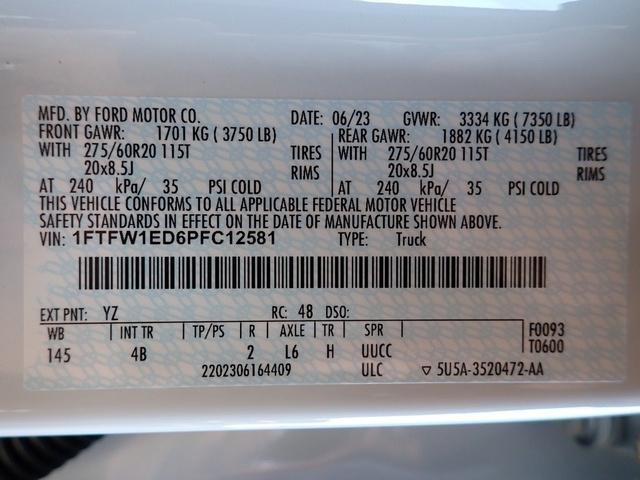 MFD. BY FORD MOTOR CO. DATE: 06/23 GVWR: 3334 KG ( 7350 LB)
FRONT GAWR: 1701 KG ( 3750 LB) REAR GAWR: 1882 KG ( 4150 LB)
WITH 275/60R20 115T TIRES WITH 275/60R20 115T TIRES
20x8.5J RIMS 20x8.5J RIMS
AT 240 kPa/ 35 PSI COLD AT 240 kPa/ 35 PSI COLD
THIS VEHICLE CONFORMS TO ALL APPLICABLE FEDERAL MOTOR VEHICLE
SAFETY STANDARDS IN EFFECT ON THE DATE OF MANUFACTURE SHOWN ABOVE.
VIN: 1FTFW1ED6PFC12581 TYPE: Truck
EXT PNT: YZ RC: 48 DSO:
WB INT TR TP/PS R AXLE TR SPR F0093
145 4B 2 L6 H UUCC T0600
2202306164409 ULC ▽ 5U5A-3520472-AA